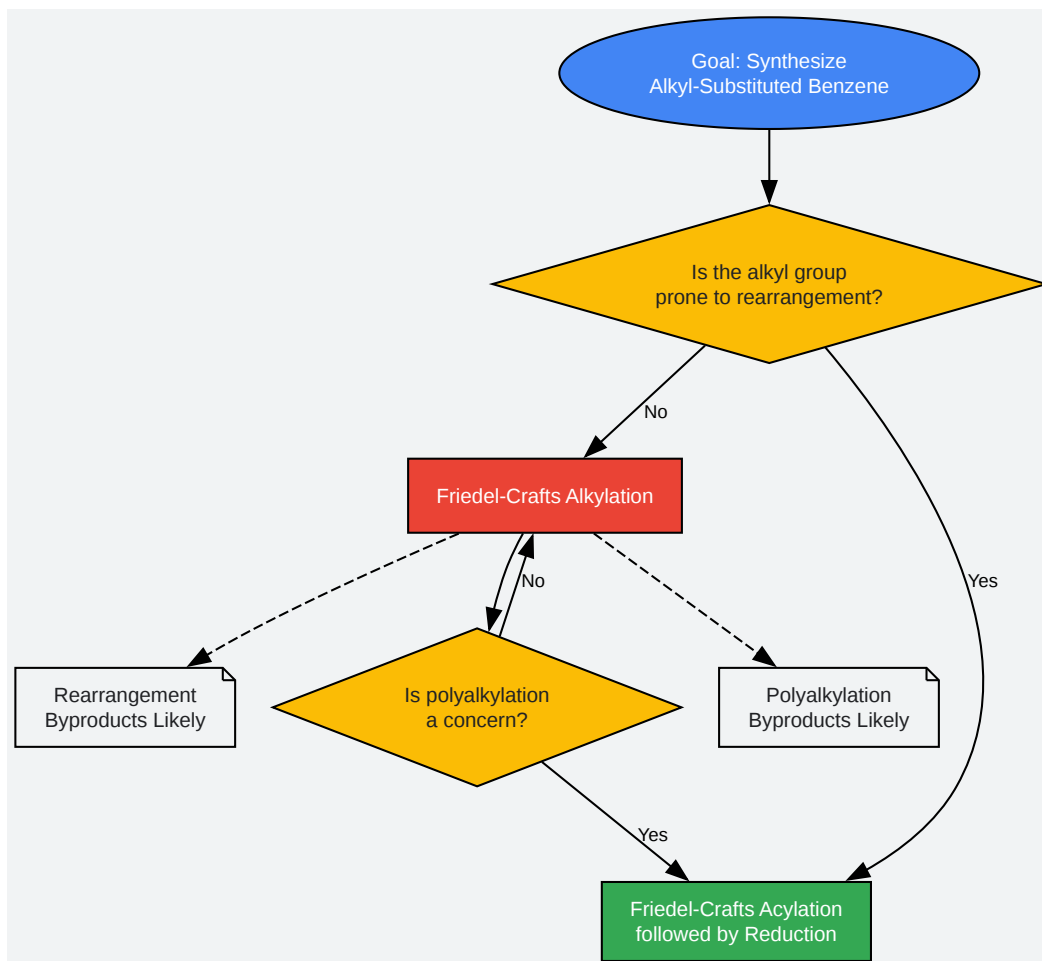 Goal: Synthesize
Alkyl-Substituted Benzene
Is the alkyl group
prone to rearrangement?
No
Friedel-Crafts Alkylation
No
Yes
Rearrangement
Byproducts Likely
Is polyalkylation
a concern?
Polyalkylation
Byproducts Likely
Yes
Friedel-Crafts Acylation
followed by Reduction